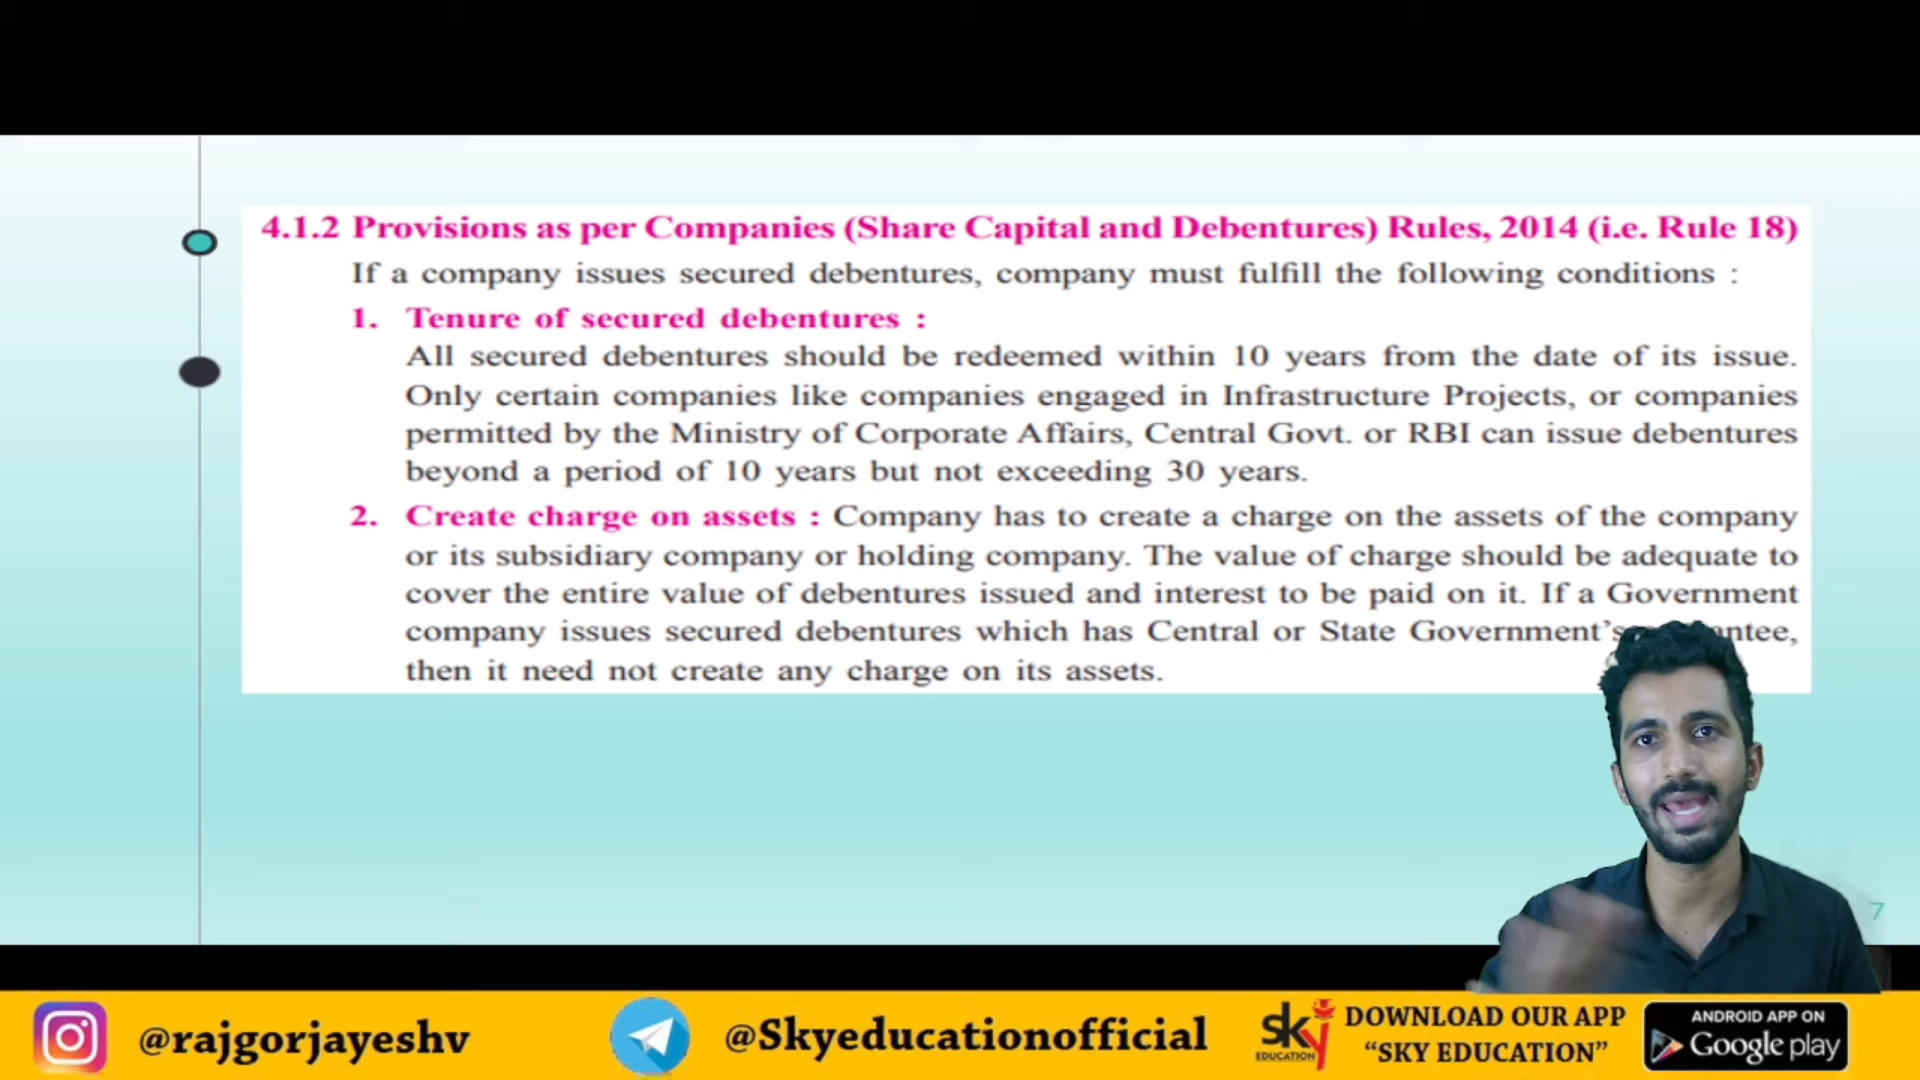 4.1.2 Provisions as per Companies (Share Capital and Debentures) Rules, 2014 (i.e. Rule 18)
If a company issues secured debentures, company must fulfill the following conditions :
1. Tenure of secured debentures :
All secured debentures should be redeemed within 10 years from the date of its issue.
Only certain companies like companies engaged in Infrastructure Projects, or companies
permitted by the Ministry of Corporate Affairs, Central Govt. or RBI can issue debentures
beyond a period of 10 years but not exceeding 30 years.
2. Create charge on assets : Company has to create a charge on the assets of the company
or its subsidiary company or holding company. The value of charge should be adequate to
cover the entire value of debentures issued and interest to be paid on it. If a Government
company issues secured debentures which has Central or State Government's
then it need not create any charge on its assets.
7
@rajgorjayeshv
@Skyeducationofficial
sky
EDUCATION
DOWNLOAD OUR APP
“SKY EDUCATION”
ANDROID APP ON
Google play